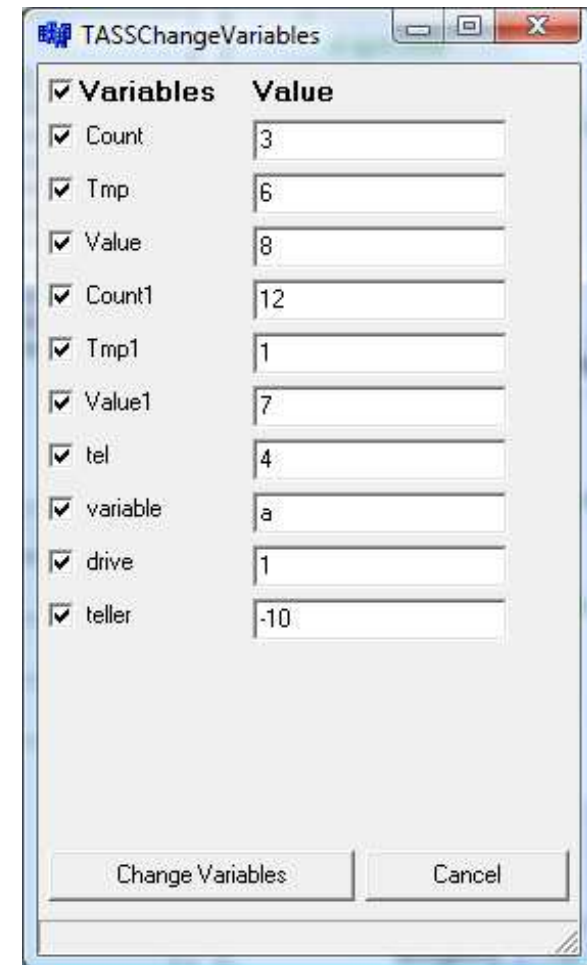 TASSChangeVariables
Variables Value
Count 3
Tmp 6
Value 8
Count1 12
Tmp1 1
Value1 7
tel 4
variable a
drive 1
teller -10
Change Variables Cancel